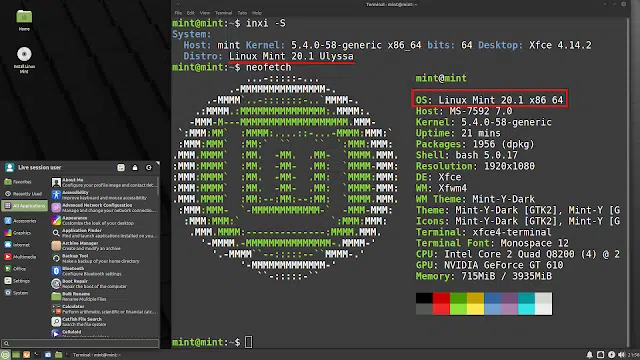 Home
Install Linux Mint
Terminal - mint@mint:~
File Edit View Terminal Tabs Help
mint@mint:~$ inxi -S
System:
Host: mint Kernel: 5.4.0-58-generic x86_64 bits: 64 Desktop: Xfce 4.14.2
Distro: Linux Mint 20.1 Ulyssa
mint@mint:~$ neofetch
mint@mint
OS: Linux Mint 20.1 x86_64
Host: MS-7592 7.0
Kernel: 5.4.0-58-generic
Uptime: 21 mins
Packages: 1956 (dpkg)
Shell: bash 5.0.17
Resolution: 1920x1080
DE: Xfce
WM: Xfwm4
WM Theme: Mint-Y-Dark
Theme: Mint-Y-Dark [GTK2], Mint-Y [G
Icons: Mint-Y-Dark [GTK2], Mint-Y [G
Terminal: xfce4-terminal
Terminal Font: Monospace 12
CPU: Intel Core 2 Quad Q8200 (4) @ 2
GPU: NVIDIA GeForce GT 610
Memory: 715MiB / 3935MiB
mint@mint:~$
Live session user
Favorites
Recently Used
All Applications
Accessories
Graphics
Internet
Multimedia
Office
Settings
System
About Me
Accessibility
Improve keyboard and mouse accessibility
Advanced Network Configuration
Manage and change your network connection
Appearance
Customize the look of your desktop
Application Finder
Find and launch applications installed on
Archive Manager
Create and modify an archive
Backup Tool
Make a backup of your home directory
Bluetooth
Configure Bluetooth settings
Boot Repair
Repair the boot of the computer
Bulk Rename
Rename Multiple Files
Calculator
Perform arithmetic, scientific or financial
Catfish File Search
Search the file system
Celluloid
Terminal - mint@mint: ~